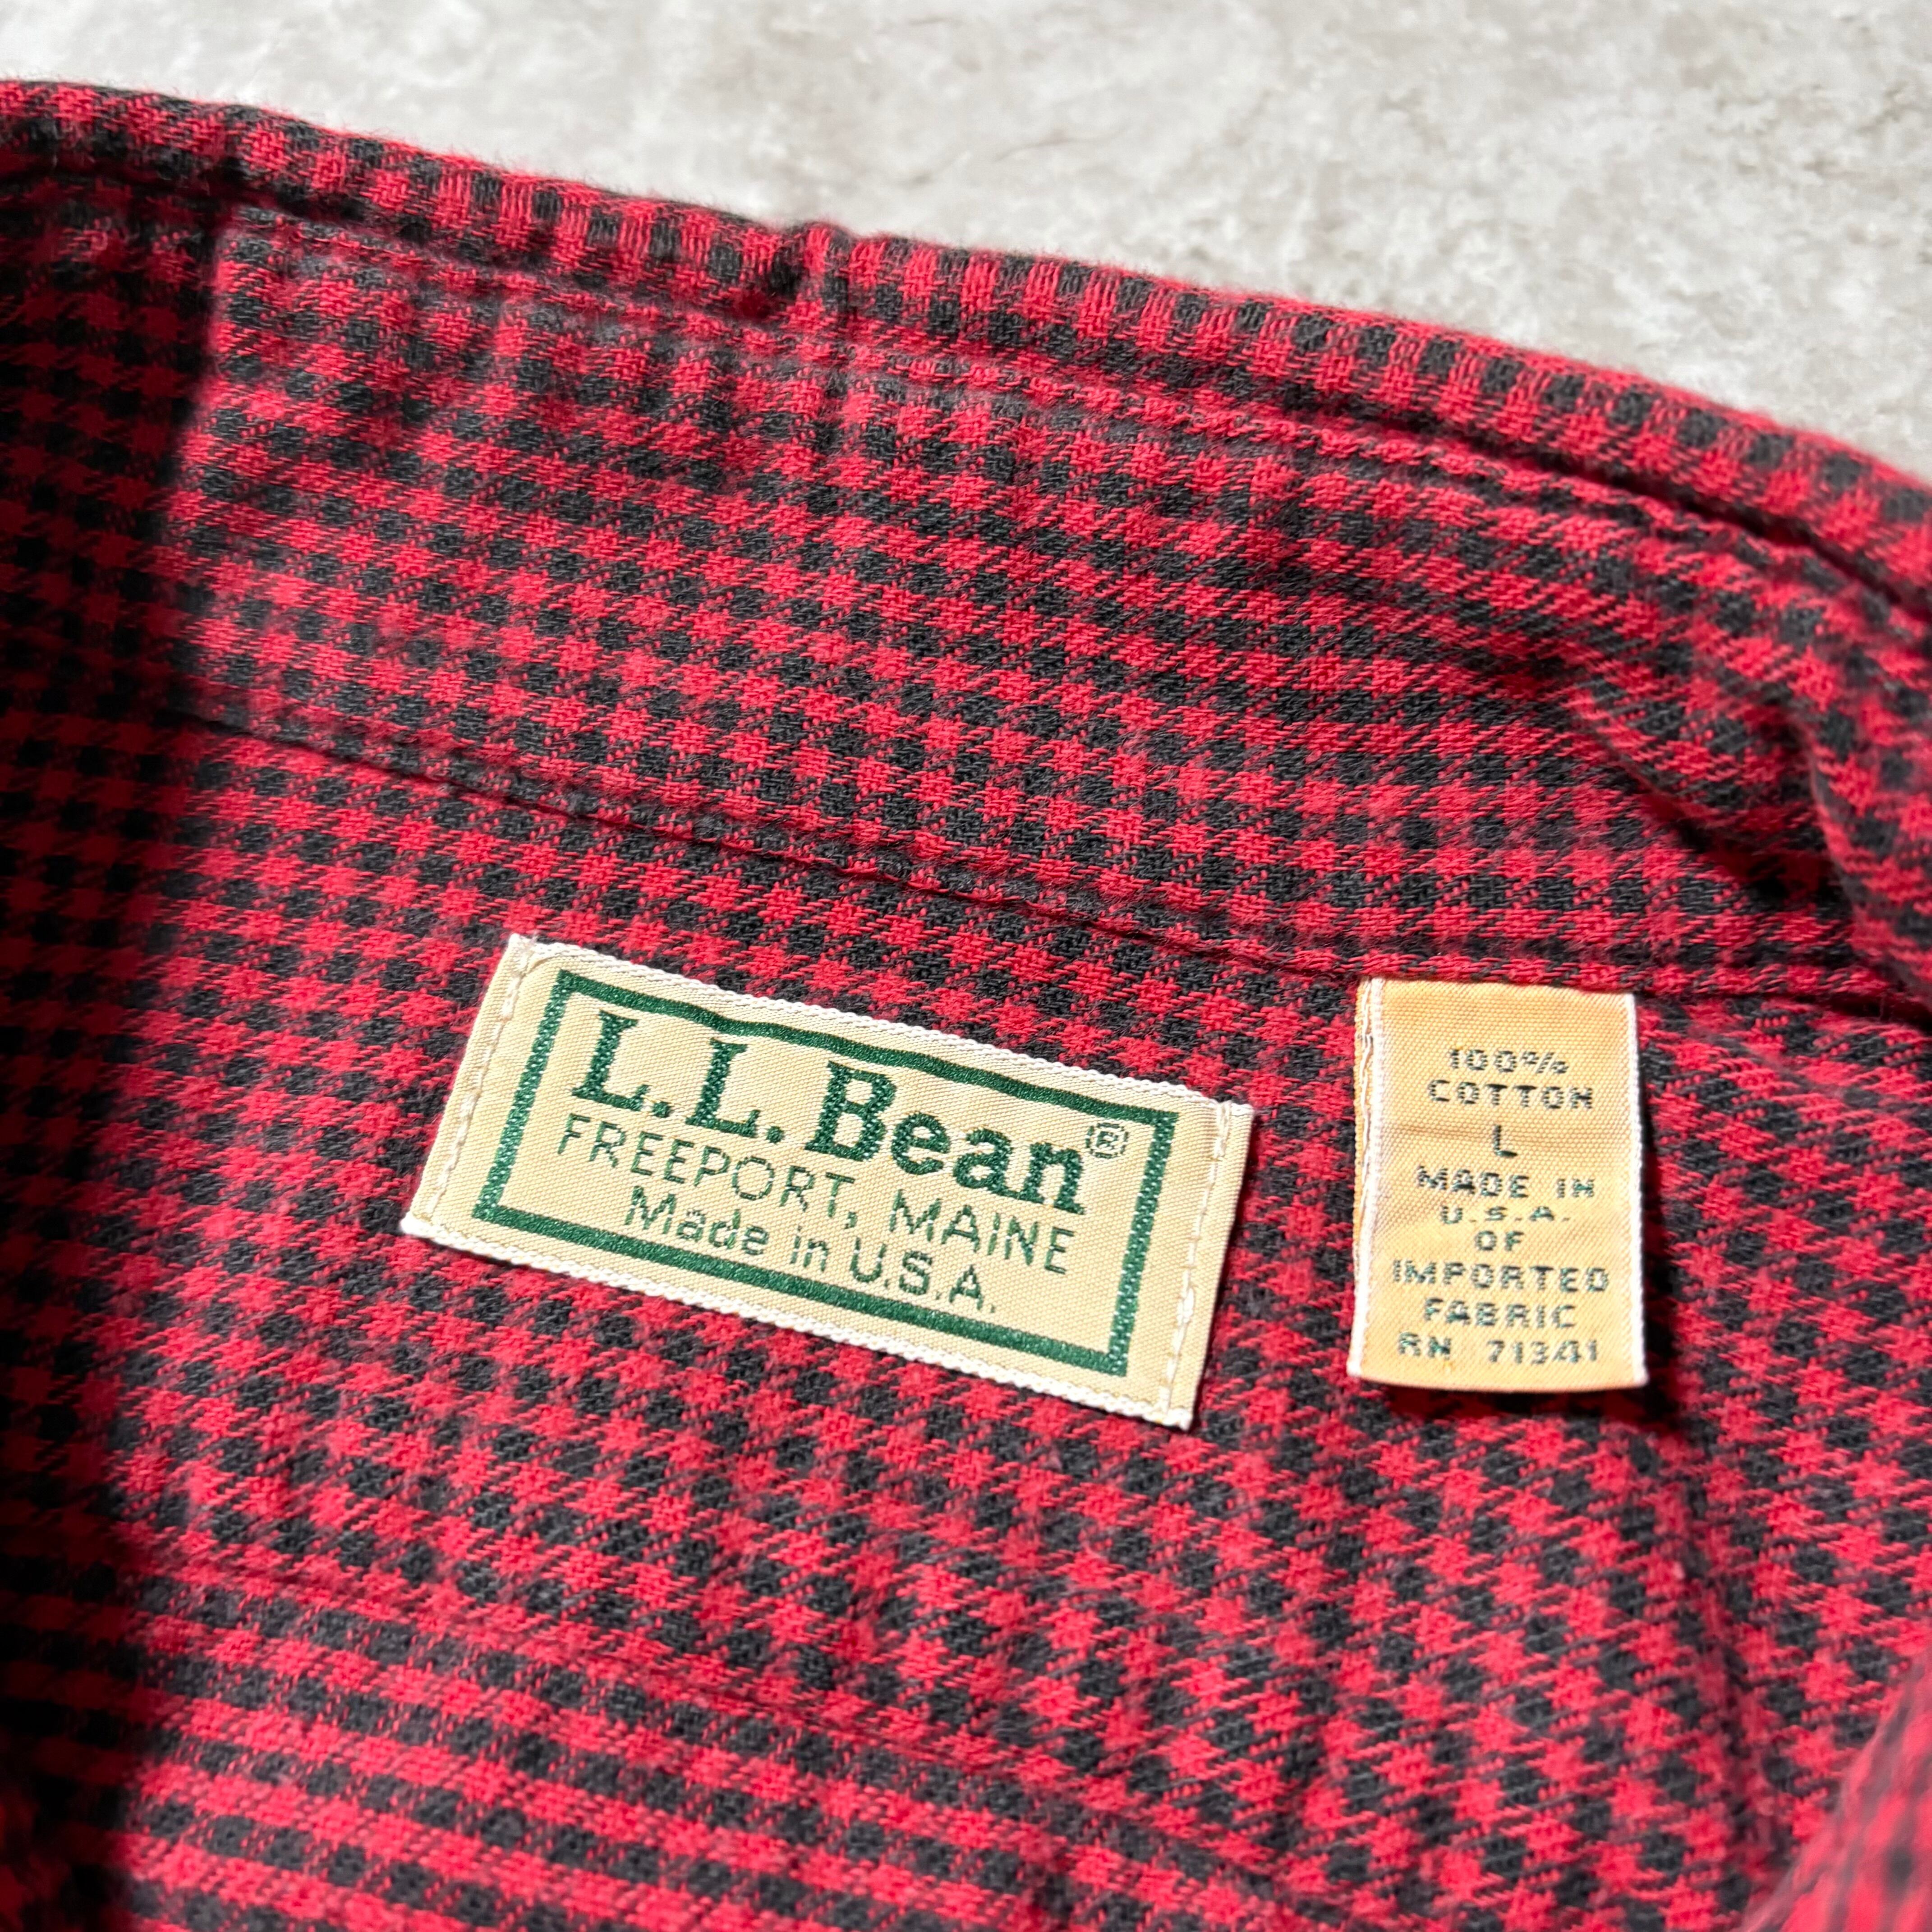 L.L.Bean®
FREEPORT, MAINE
Made in U.S.A.
100%
COTTON
L
MADE IN
U.S.A.
OF
IMPORTED
FABRIC
RN 71341